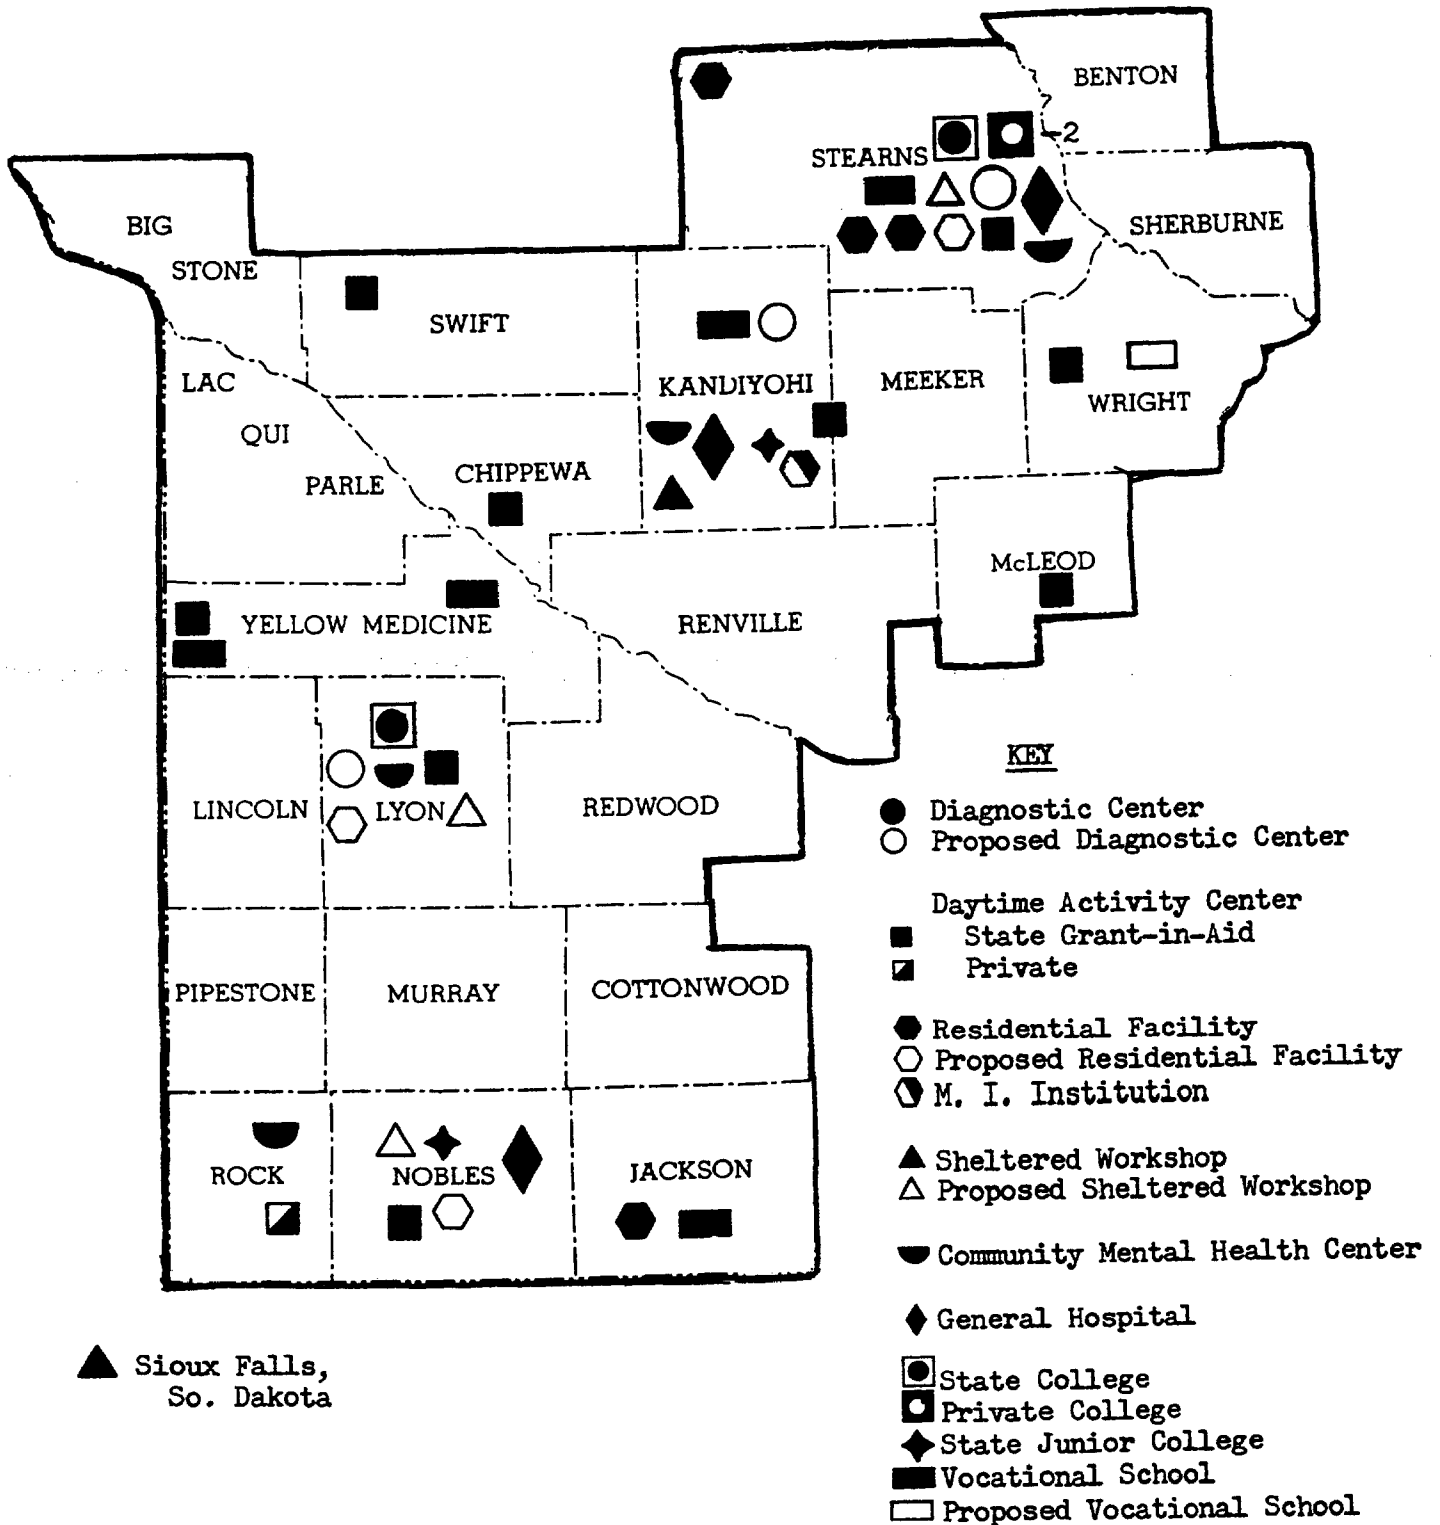 BENTON
-2
STEARNS
BIG
STONE
SHERBURNE
SWIFT
LAC
QUI
PARLE
KANDIYOHI
MEEKER
WRIGHT
CHIPPEWA
McLEOD
YELLOW MEDICINE
RENVILLE
LINCOLN
LYON
REDWOOD
PIPESTONE
MURRAY
COTTONWOOD
ROCK
NOBLES
JACKSON
Sioux Falls,
So. Dakota
KEY
Diagnostic Center
Proposed Diagnostic Center
Daytime Activity Center
State Grant-in-Aid
Private
Residential Facility
Proposed Residential Facility
M. I. Institution
Sheltered Workshop
Proposed Sheltered Workshop
Community Mental Health Center
General Hospital
State College
Private College
State Junior College
Vocational School
Proposed Vocational School